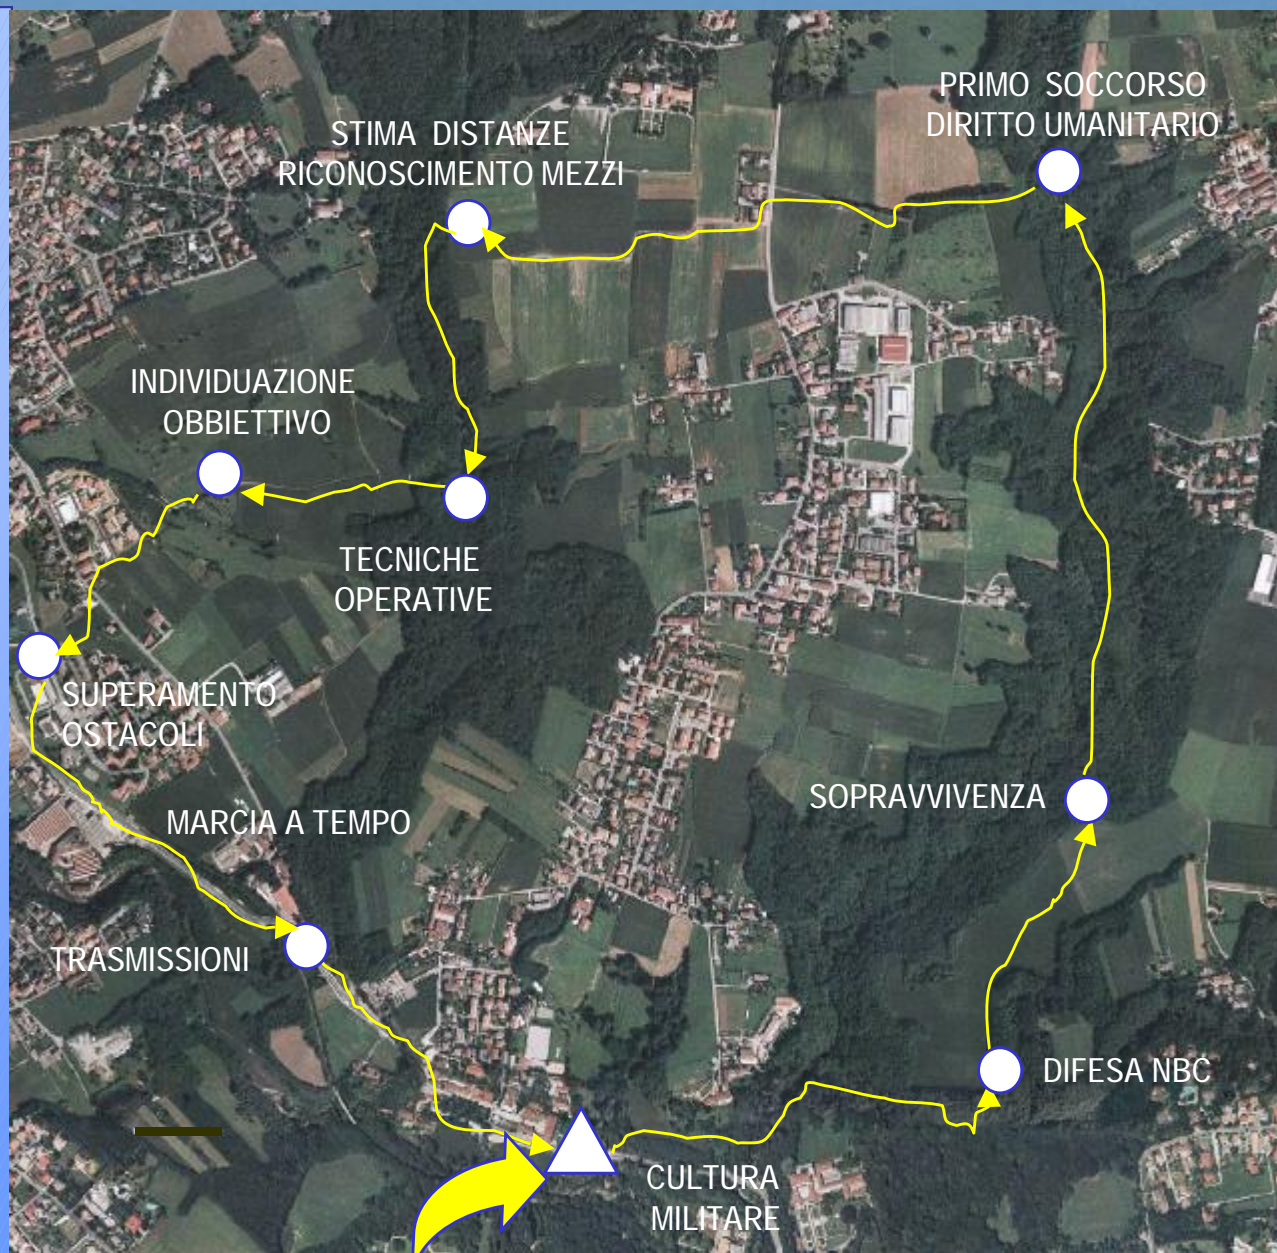 PRIMO SOCCORSO
DIRITTO UMANITARIO
STIMA DISTANZE
RICONOSCIMENTO MEZZI
INDIVIDUAZIONE
OBBIETTIVO
TECNICHE
OPERATIVE
SUPERAMENTO
OSTACOLI
SOPRAVVIVENZA
MARCIA A TEMPO
TRASMISSIONI
DIFESA NBC
CULTURA
MILITARE